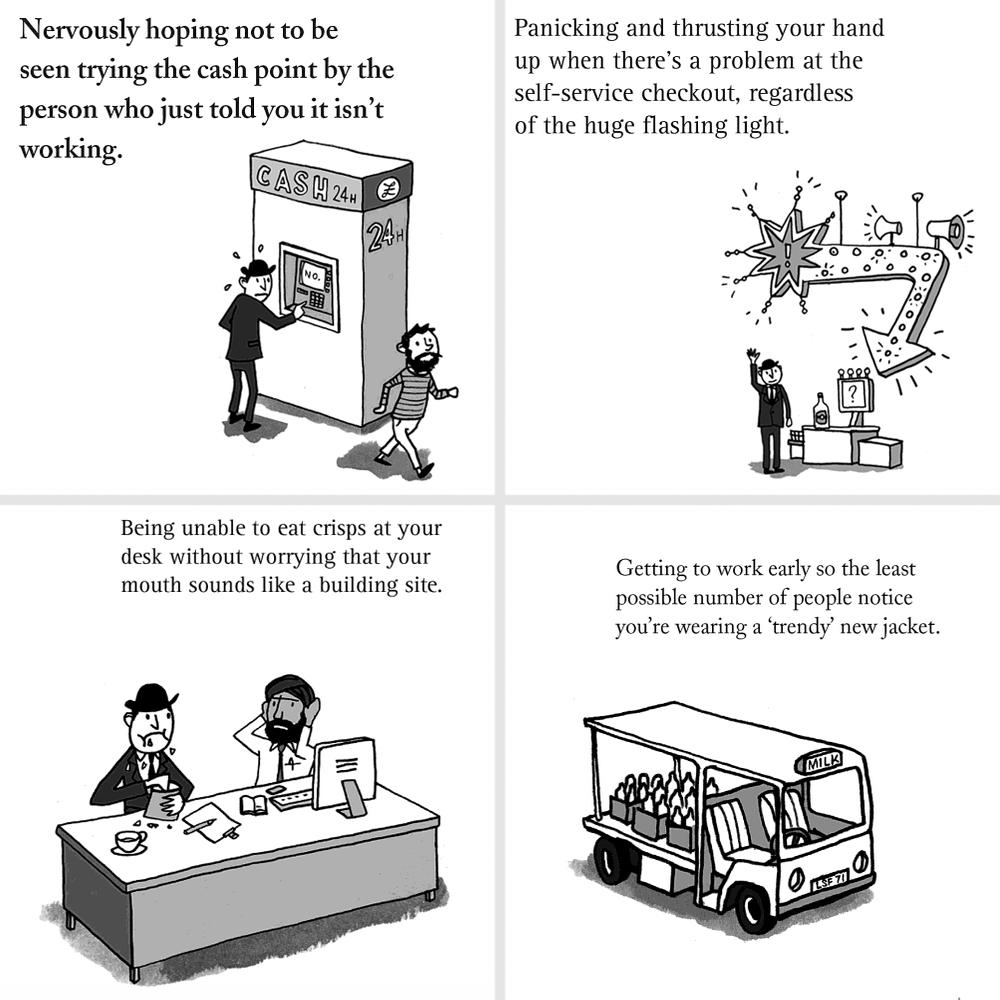 Nervously hoping not to be
seen trying the cash point by the
person who just told you it isn't
working.
CASH 24H £
24H
NO.
Panicking and thrusting your hand
up when there's a problem at the
self-service checkout, regardless
of the huge flashing light.
!
?
Being unable to eat crisps at your
desk without worrying that your
mouth sounds like a building site.
Getting to work early so the least
possible number of people notice
you're wearing a 'trendy' new jacket.
MILK
LSF 71